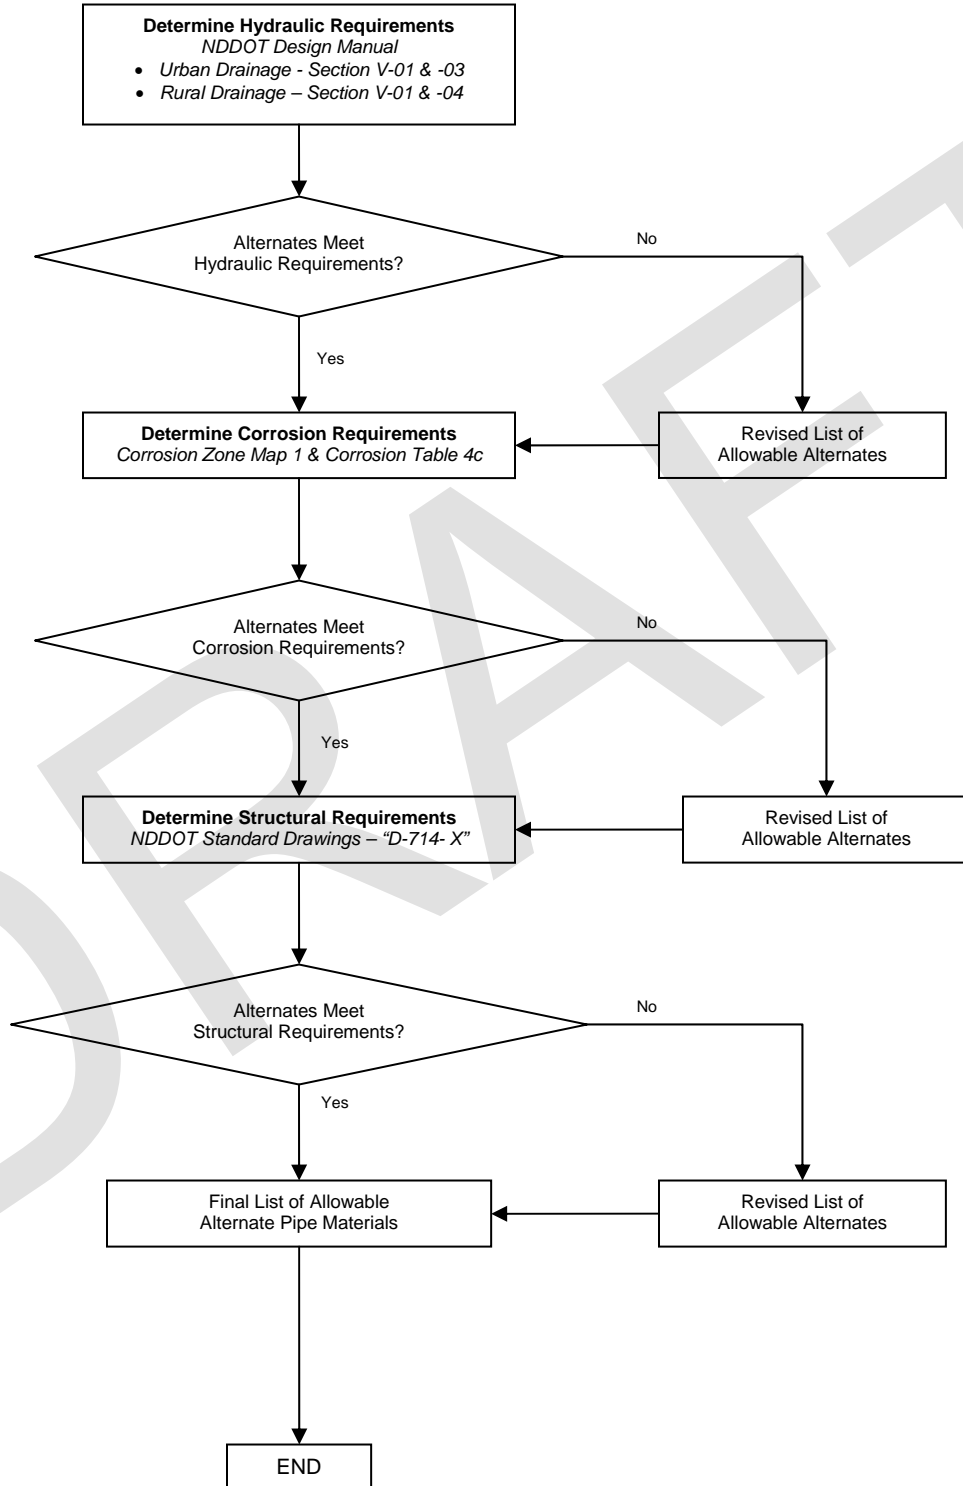 Determine Hydraulic Requirements
NDDOT Design Manual
• Urban Drainage - Section V-01 & -03
• Rural Drainage – Section V-01 & -04
Alternates Meet
Hydraulic Requirements?
No
Yes
Determine Corrosion Requirements
Corrosion Zone Map 1 & Corrosion Table 4c
Revised List of
Allowable Alternates
Alternates Meet
Corrosion Requirements?
No
Yes
Determine Structural Requirements
NDDOT Standard Drawings – “D-714- X”
Revised List of
Allowable Alternates
Alternates Meet
Structural Requirements?
No
Yes
Final List of Allowable
Alternate Pipe Materials
Revised List of
Allowable Alternates
END
DRAFT